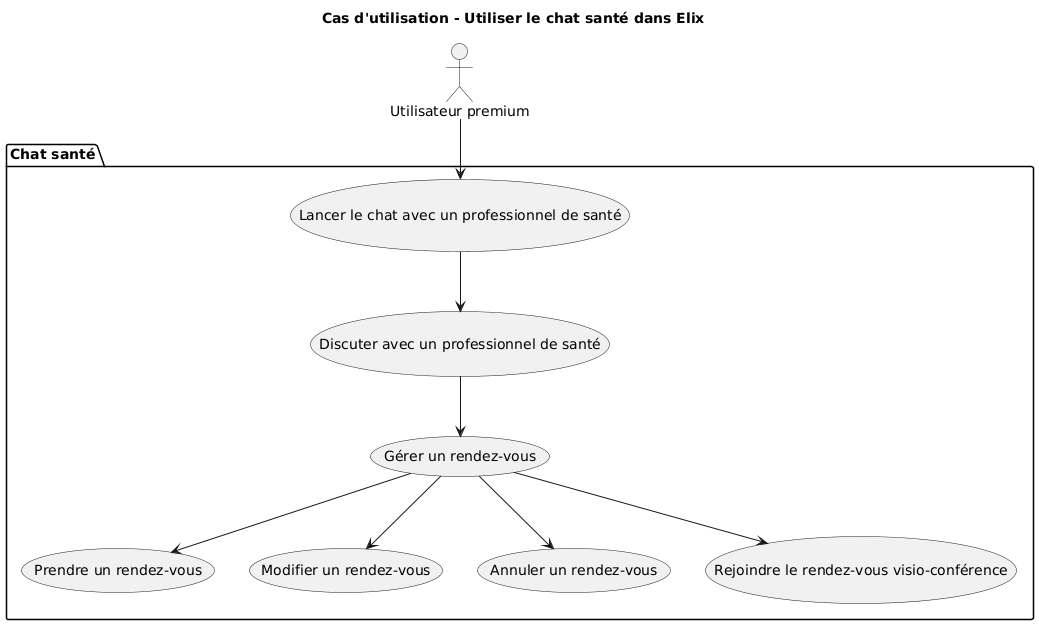 Cas d'utilisation - Utiliser le chat santé dans Elix
Utilisateur premium
Chat santé
Lancer le chat avec un professionnel de santé
Discuter avec un professionnel de santé
Gérer un rendez-vous
Prendre un rendez-vous
Modifier un rendez-vous
Annuler un rendez-vous
Rejoindre le rendez-vous visio-conférence